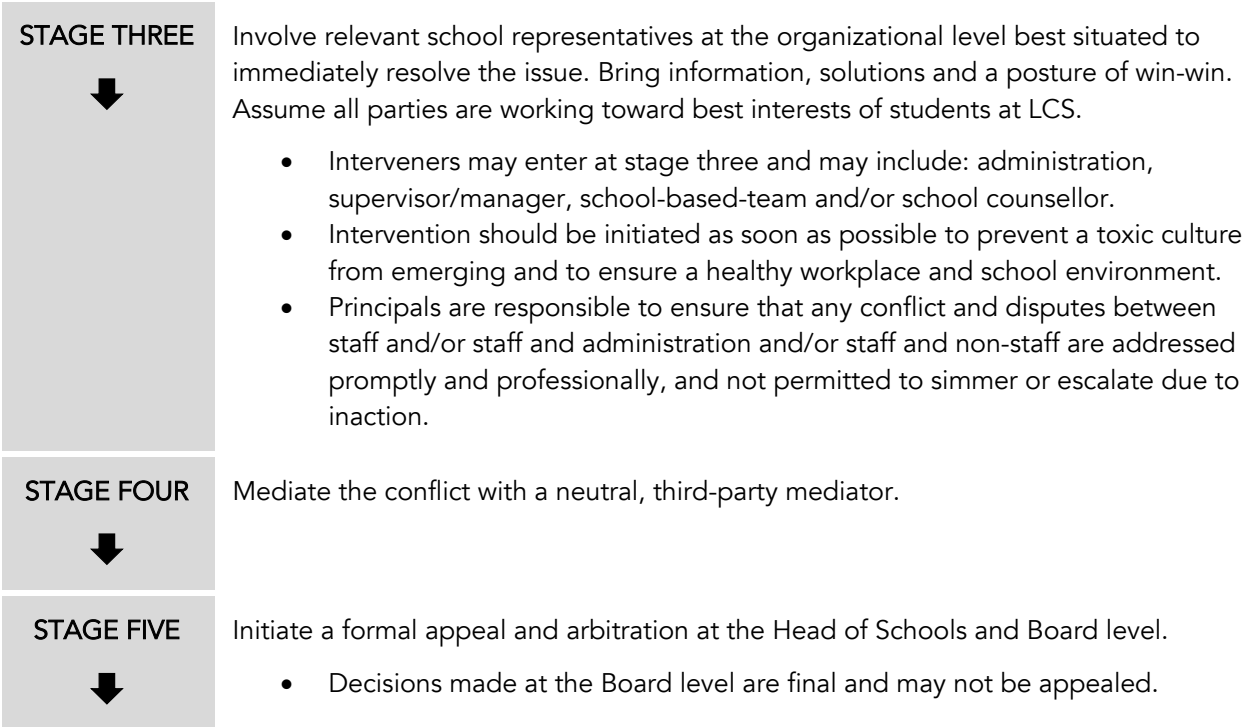 STAGE THREE
Involve relevant school representatives at the organizational level best situated to
immediately resolve the issue. Bring information, solutions and a posture of win-win.
Assume all parties are working toward best interests of students at LCS.
• Interveners may enter at stage three and may include: administration,
supervisor/manager, school-based-team and/or school counsellor.
• Intervention should be initiated as soon as possible to prevent a toxic culture
from emerging and to ensure a healthy workplace and school environment.
• Principals are responsible to ensure that any conflict and disputes between
staff and/or staff and administration and/or staff and non-staff are addressed
promptly and professionally, and not permitted to simmer or escalate due to
inaction.
STAGE FOUR
Mediate the conflict with a neutral, third-party mediator.
STAGE FIVE
Initiate a formal appeal and arbitration at the Head of Schools and Board level.
• Decisions made at the Board level are final and may not be appealed.